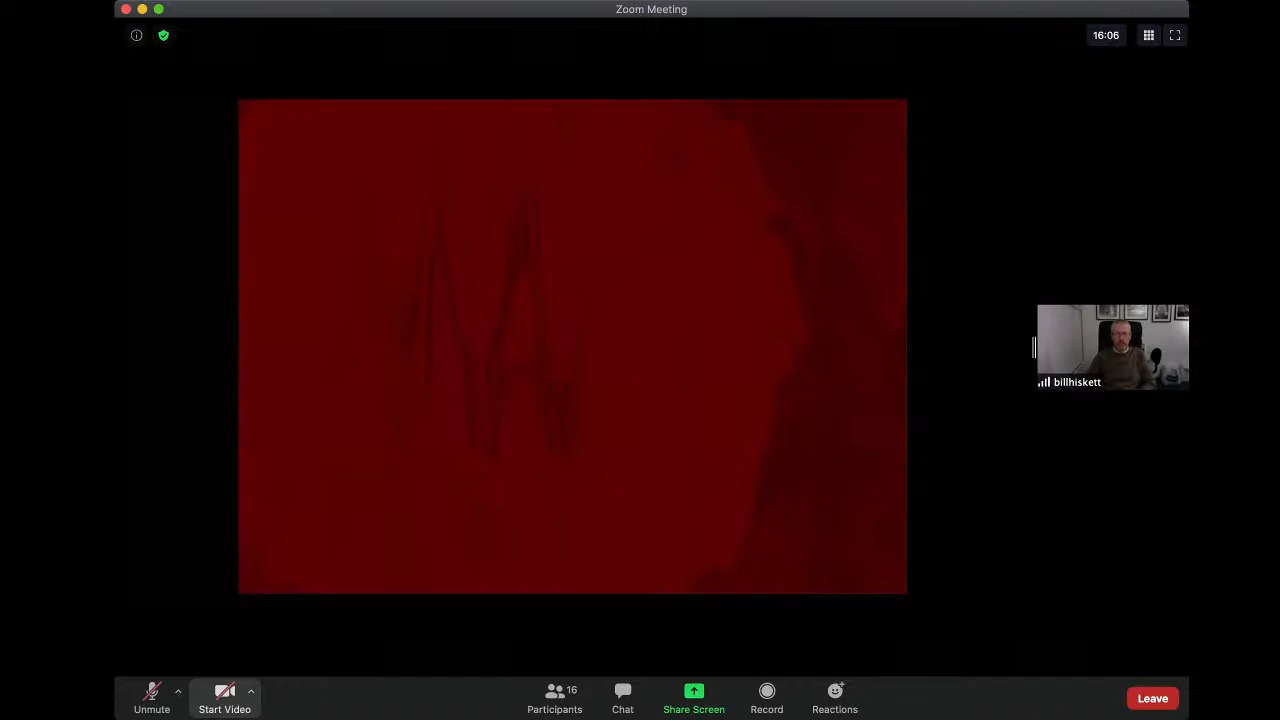 Zoom Meeting
16:06
billhiskett
Unmute
Start Video
Participants
16
Chat
Share Screen
Record
Reactions
Leave